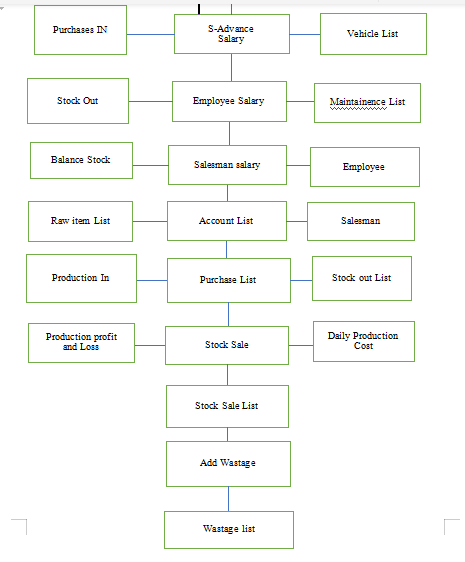 Purchases IN
S-Advance
Salary
Vehicle List
Stock Out
Employee Salary
Maintainence List
Balance Stock
Salesman salary
Employee
Raw item List
Account List
Salesman
Production In
Purchase List
Stock out List
Production profit
and Loss
Stock Sale
Daily Production
Cost
Stock Sale List
Add Wastage
Wastage list